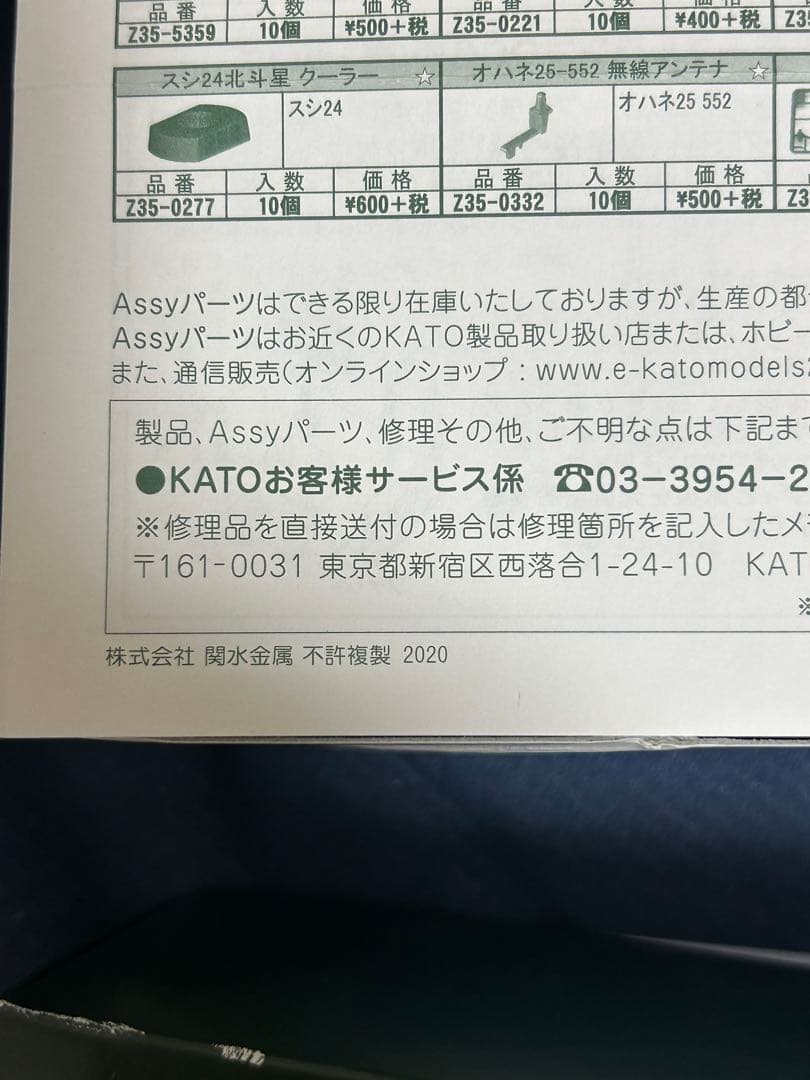 品番 入数 価格
Z35-5359 10個 ¥500+税 Z35-0221 10個 ¥400+税
スシ24北斗星 クーラー ☆ オハネ25-552 無線アンテナ ☆
スシ24 オハネ25 552
品番 入数 価格 品番 入数 価格
Z35-0277 10個 ¥600+税 Z35-0332 10個 ¥500+税
Assyパーツはできる限り在庫いたしておりますが、生産の都
Assyパーツはお近くのKATO製品取り扱い店または、ホビー
また、通信販売(オンラインショップ : www.e-katomodels
製品、Assyパーツ、修理その他、ご不明な点は下記ま
●KATOお客様サービス係 ☎03-3954-2
※修理品を直接送付の場合は修理箇所を記入したメ
〒161-0031 東京都新宿区西落合1-24-10 KAT
※
株式会社 関水金属 不許複製 2020